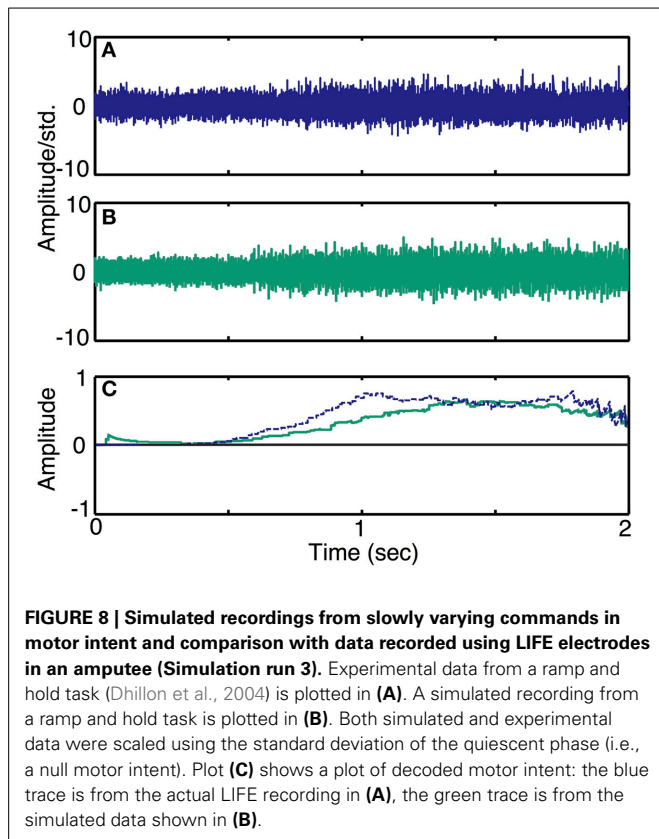 10
A
0
-10
10
B
0
-10
Amplitude/std.
1
C
0
-1
Amplitude
0
1
2
Time (sec)
FIGURE 8 | Simulated recordings from slowly varying commands in
motor intent and comparison with data recorded using LIFE electrodes
in an amputee (Simulation run 3). Experimental data from a ramp and
hold task (Dhillon et al., 2004) is plotted in (A). A simulated recording from
a ramp and hold task is plotted in (B). Both simulated and experimental
data were scaled using the standard deviation of the quiescent phase (i.e.,
a null motor intent). Plot (C) shows a plot of decoded motor intent: the blue
trace is from the actual LIFE recording in (A), the green trace is from the
simulated data shown in (B).